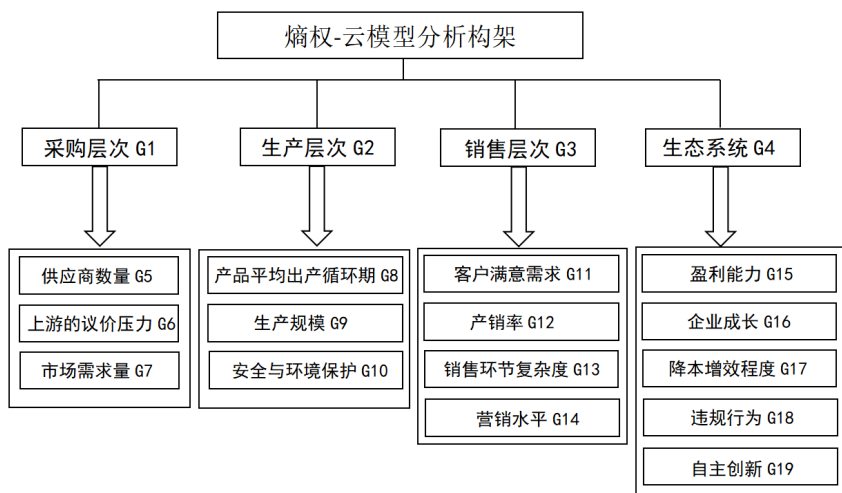 熵权-云模型分析构架
采购层次 G1
生产层次 G2
销售层次 G3
生态系统 G4
供应商数量 G5
上游的议价压力 G6
市场需求量 G7
产品平均出产循环期 G8
生产规模 G9
安全与环境保护 G10
客户满意需求 G11
产销率 G12
销售环节复杂度 G13
营销水平 G14
盈利能力 G15
企业成长 G16
降本增效程度 G17
违规行为 G18
自主创新 G19